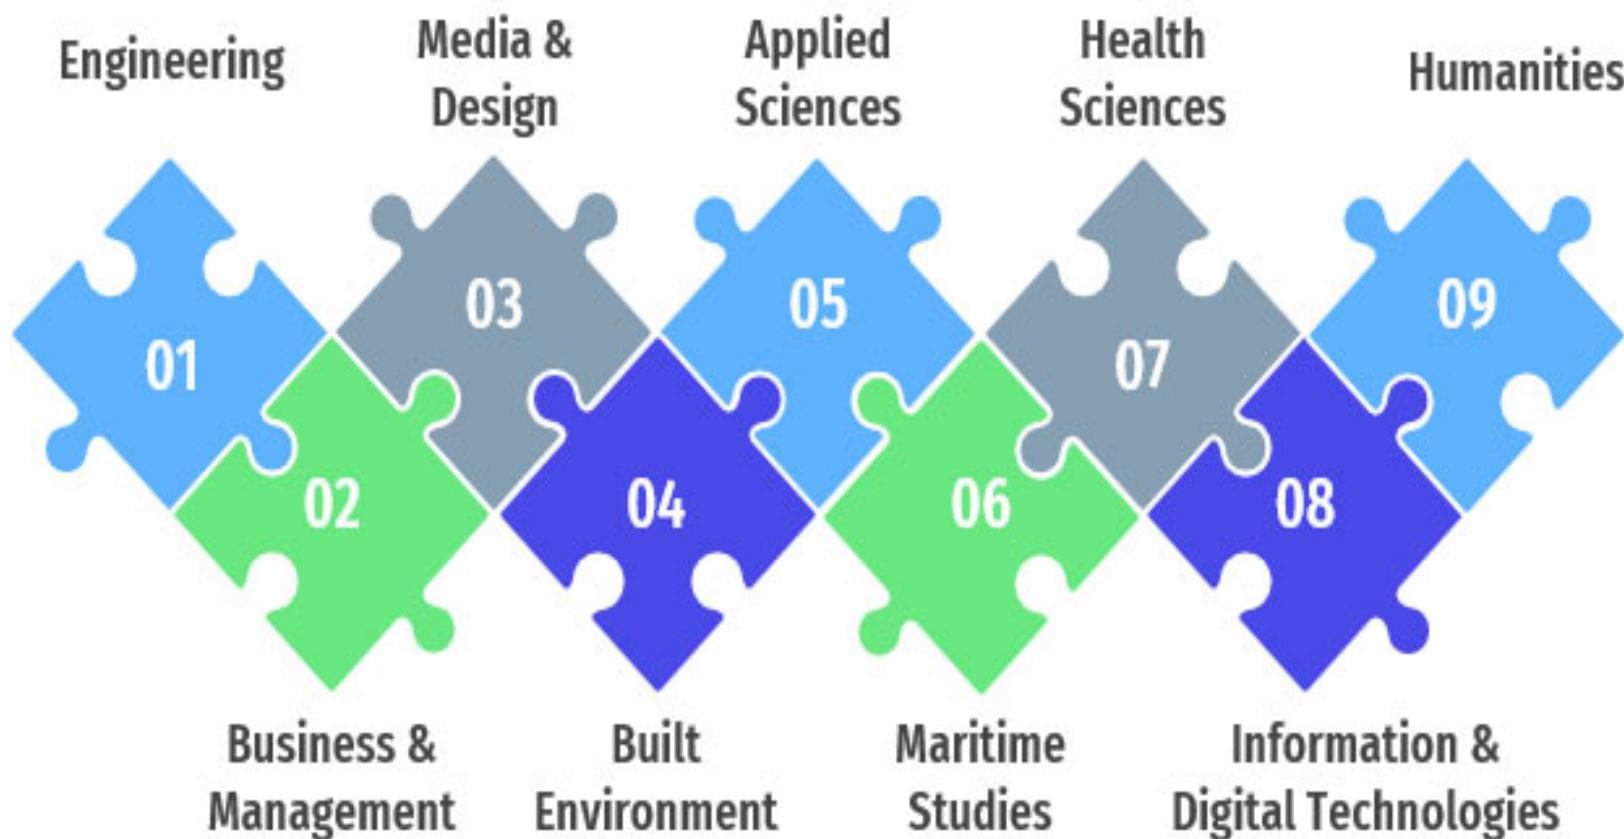 Engineering
Media &
Design
Applied
Sciences
Health
Sciences
Humanities
01
02
03
04
05
06
07
08
09
Business &
Management
Built
Environment
Maritime
Studies
Information &
Digital Technologies